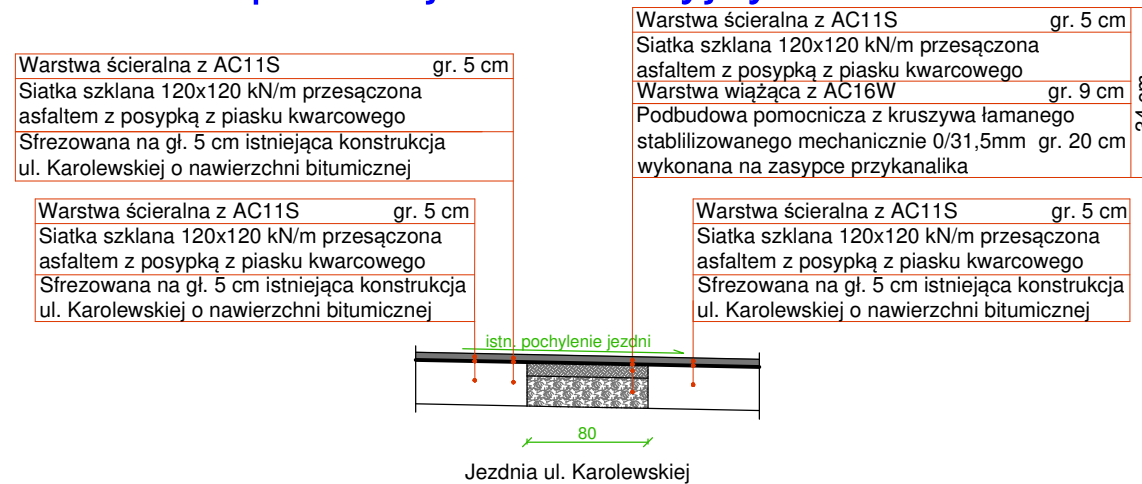 Warstwa ścieralna z AC11S gr. 5 cm
Siatka szklana 120x120 kN/m przesączona
asfaltem z posypką z piasku kwarcowego
Sfrezowana na gł. 5 cm istniejąca konstrukcja
ul. Karolewskiej o nawierzchni bitumicznej
Warstwa ścieralna z AC11S gr. 5 cm
Siatka szklana 120x120 kN/m przesączona
asfaltem z posypką z piasku kwarcowego
Warstwa wiążąca z AC16W gr. 9 cm
Podbudowa pomocnicza z kruszywa łamanego
stablilizowanego mechanicznie 0/31,5mm gr. 20 cm
wykonana na zasypce przykanalika
Warstwa ścieralna z AC11S gr. 5 cm
Siatka szklana 120x120 kN/m przesączona
asfaltem z posypką z piasku kwarcowego
Sfrezowana na gł. 5 cm istniejąca konstrukcja
ul. Karolewskiej o nawierzchni bitumicznej
Warstwa ścieralna z AC11S gr. 5 cm
Siatka szklana 120x120 kN/m przesączona
asfaltem z posypką z piasku kwarcowego
Sfrezowana na gł. 5 cm istniejąca konstrukcja
ul. Karolewskiej o nawierzchni bitumicznej
istn. pochylenie jezdni
80
Jezdnia ul. Karolewskiej